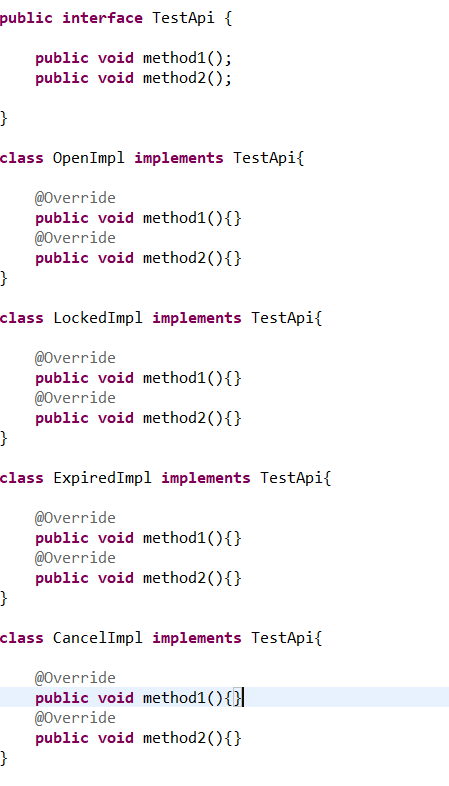 public interface TestApi {
public void method1();
public void method2();
}
class OpenImpl implements TestApi{
@Override
public void method1(){}
@Override
public void method2(){}
}
class LockedImpl implements TestApi{
@Override
public void method1(){}
@Override
public void method2(){}
}
class ExpiredImpl implements TestApi{
@Override
public void method1(){}
@Override
public void method2(){}
}
class CancelImpl implements TestApi{
@Override
public void method1(){}
@Override
public void method2(){}
}